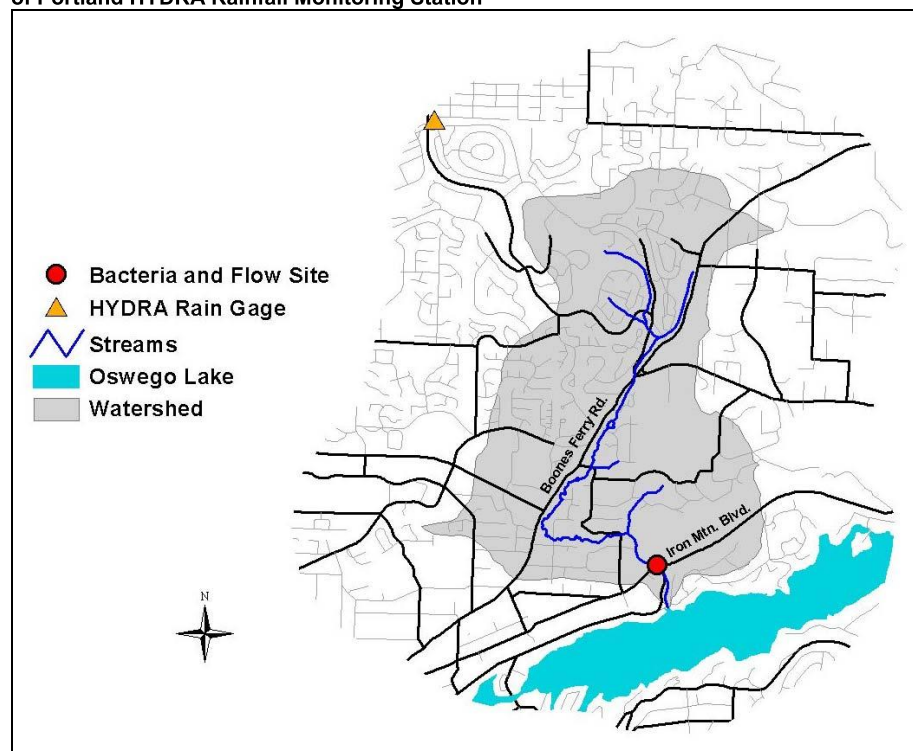 of Portland HYDRA Rainfall Monitoring Station
Bacteria and Flow Site
HYDRA Rain Gage
Streams
Oswego Lake
Watershed
Boones Ferry Rd.
Iron Mtn. Blvd.
N